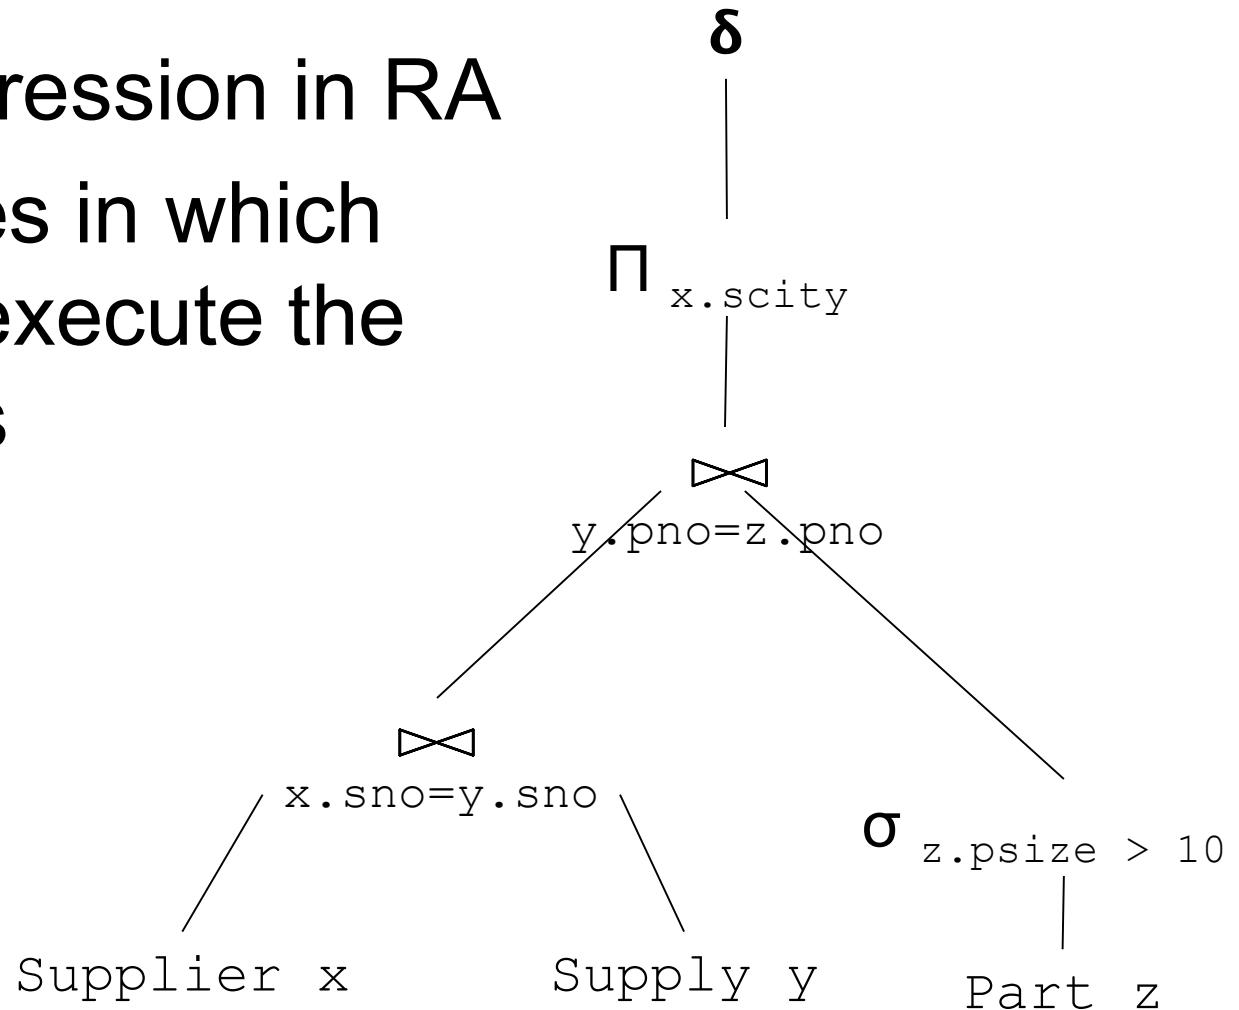 ression in RA
es in which
execute the
s
δ
Π x.scity
⋈
y.pno=z.pno
⋈
x.sno=y.sno
σ z.psize > 10
Supplier x
Supply y
Part z